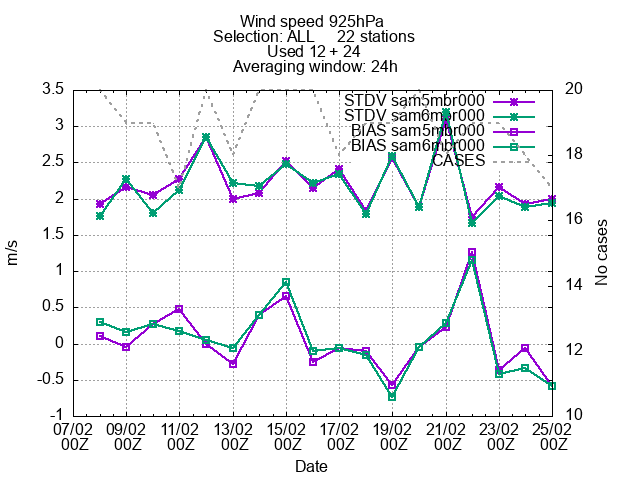 Wind speed 925hPa
Selection: ALL 22 stations
Used 12 + 24
Averaging window: 24h
STDV sam5mbr000
STDV sam6mbr000
BIAS sam5mbr000
BIAS sam6mbr000
CASES
3.5
3
2.5
2
1.5
1
0.5
0
-0.5
-1
m/s
20
18
16
14
12
10
No cases
07/02 09/02 11/02 13/02 15/02 17/02 19/02 21/02 23/02 25/02
00Z 00Z 00Z 00Z 00Z 00Z 00Z 00Z 00Z 00Z
Date